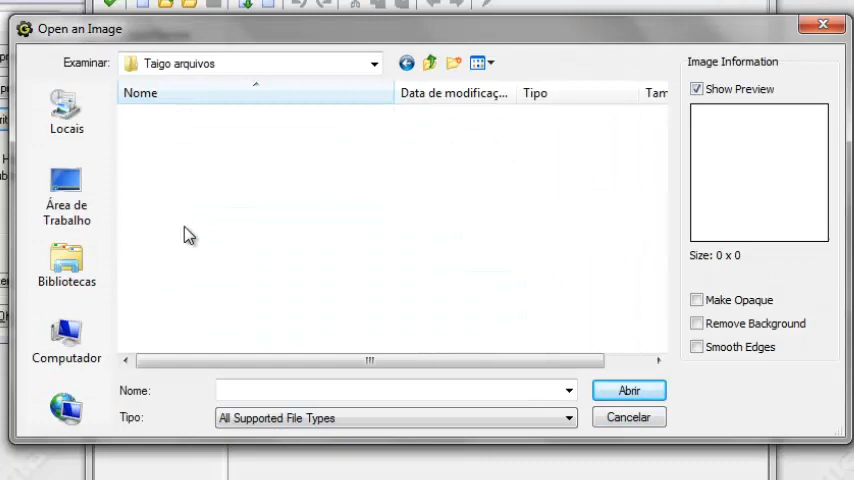 Open an Image
Examinar: Taigo arquivos
Image Information
Show Preview
Nome Data de modificaç... Tipo Tam
Locais
Área de
Trabalho
Bibliotecas
Computador
Size: 0 x 0
Make Opaque
Remove Background
Smooth Edges
Nome: Abrir
Tipo: All Supported File Types Cancelar